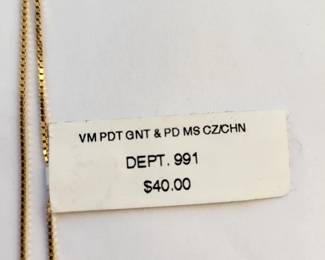 VM PDT GNT & PD MS CZ/CHN
DEPT. 991
$40.00